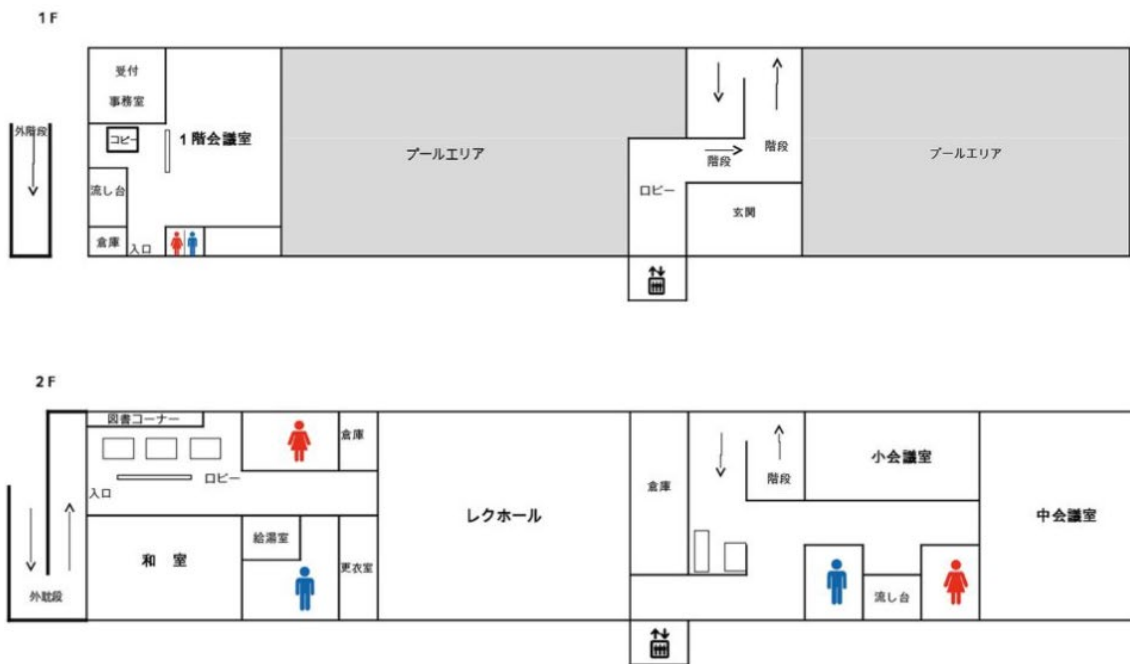 1F
受付
事務室
外階段
コピー
1階会議室
プールエリア
階段
階段
プールエリア
流し台
ロビー
玄関
倉庫
入口
2F
図書コーナー
倉庫
小会議室
階段
ロビー
倉庫
入口
レクホール
中会議室
給湯室
和 室
更衣室
外階段
流し台